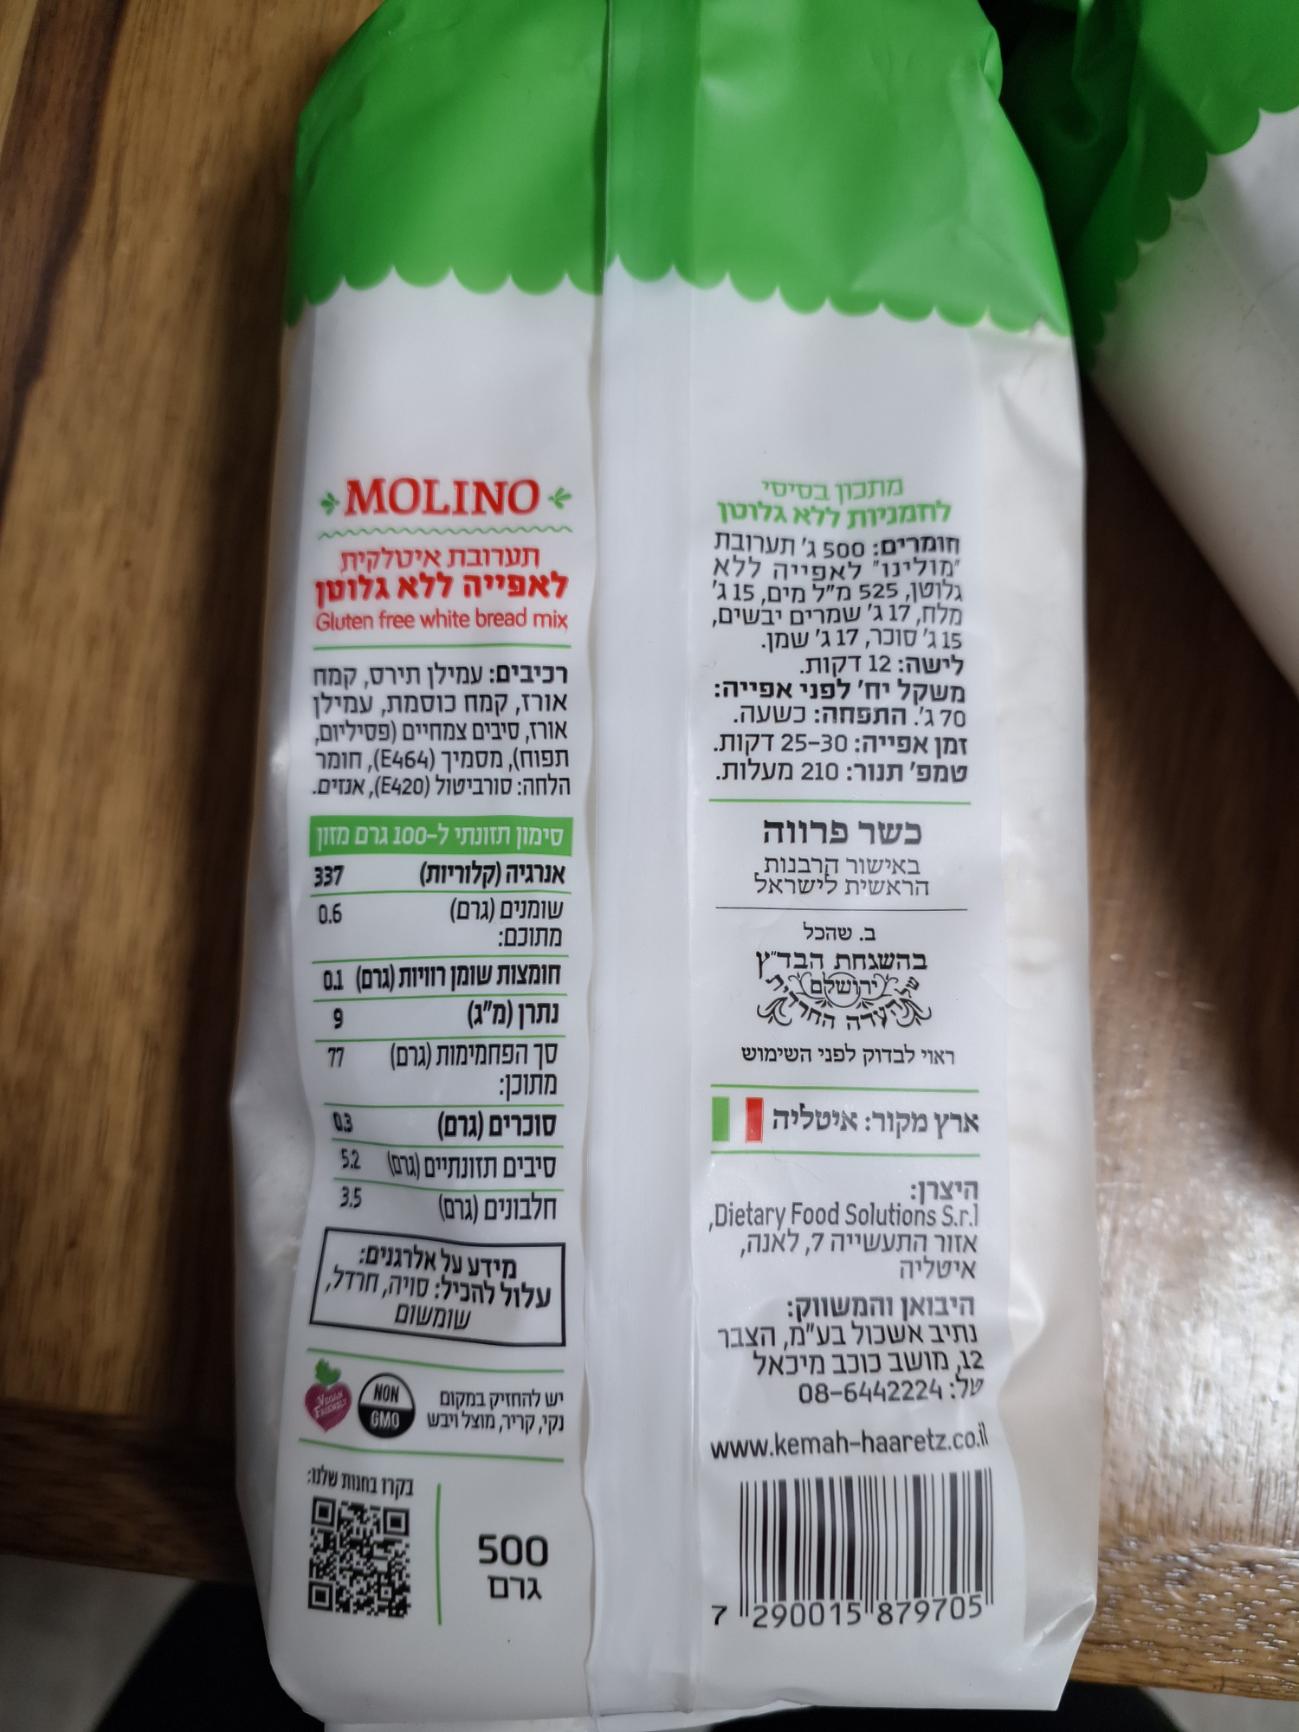 MOLINO
תערובת איטלקית
לאפייה ללא גלוטן
Gluten free white bread mix
רכיבים: עמילן תירס, קמח
אורז, קמח כוסמת, עמילן
אורז, סיבים צמחיים (פסיליום,
תפוח), מסמיך (E464), חומר
הלחה: סורביטול (E420), אנזים.
סימון תזונתי ל-100 גרם מזון
אנרגיה (קלוריות) 337
שומנים (גרם) 0.6
מתוכם:
חומצות שומן רוויות (גרם) 0.1
נתרן (מ"ג) 9
סך הפחמימות (גרם) 77
מתוכן:
סוכרים (גרם) 0.3
סיבים תזונתיים (גרם) 5.2
חלבונים (גרם) 3.5
מידע על אלרגנים:
עלול להכיל: סויה, חרדל,
שומשום
יש להחזיק במקום
נקי, קריר, מוצל ויבש
NON
GMO
VEGAN
FRIENDLY
בקרו בחנות שלנו:
500
גרם
מתכון בסיסי
לחמניות ללא גלוטן
חומרים: 500 ג' תערובת
"מולינו" לאפייה ללא
גלוטן, 525 מ"ל מים, 15 ג'
מלח, 17 ג' שמרים יבשים,
15 ג' סוכר, 17 ג' שמן.
לישה: 12 דקות.
משקל יח' לפני אפייה:
70 ג'. התפחה: כשעה.
זמן אפייה: 25-30 דקות.
טמפ' תנור: 210 מעלות.
כשר פרווה
באישור הרבנות
הראשית לישראל
ב. שהכל
בהשגחת הבד"ץ
ירושלם
של העדה החרדית
ראוי לבדוק לפני השימוש
ארץ מקור: איטליה
היצרן:
Dietary Food Solutions S.r.l,
אזור התעשייה 7, לאנה,
איטליה
היבואן והמשווק:
נתיב אשכול בע"מ, הצבר
12, מושב כוכב מיכאל
טל: 08-6442224
www.kemah-haaretz.co.il
7 290015 879705